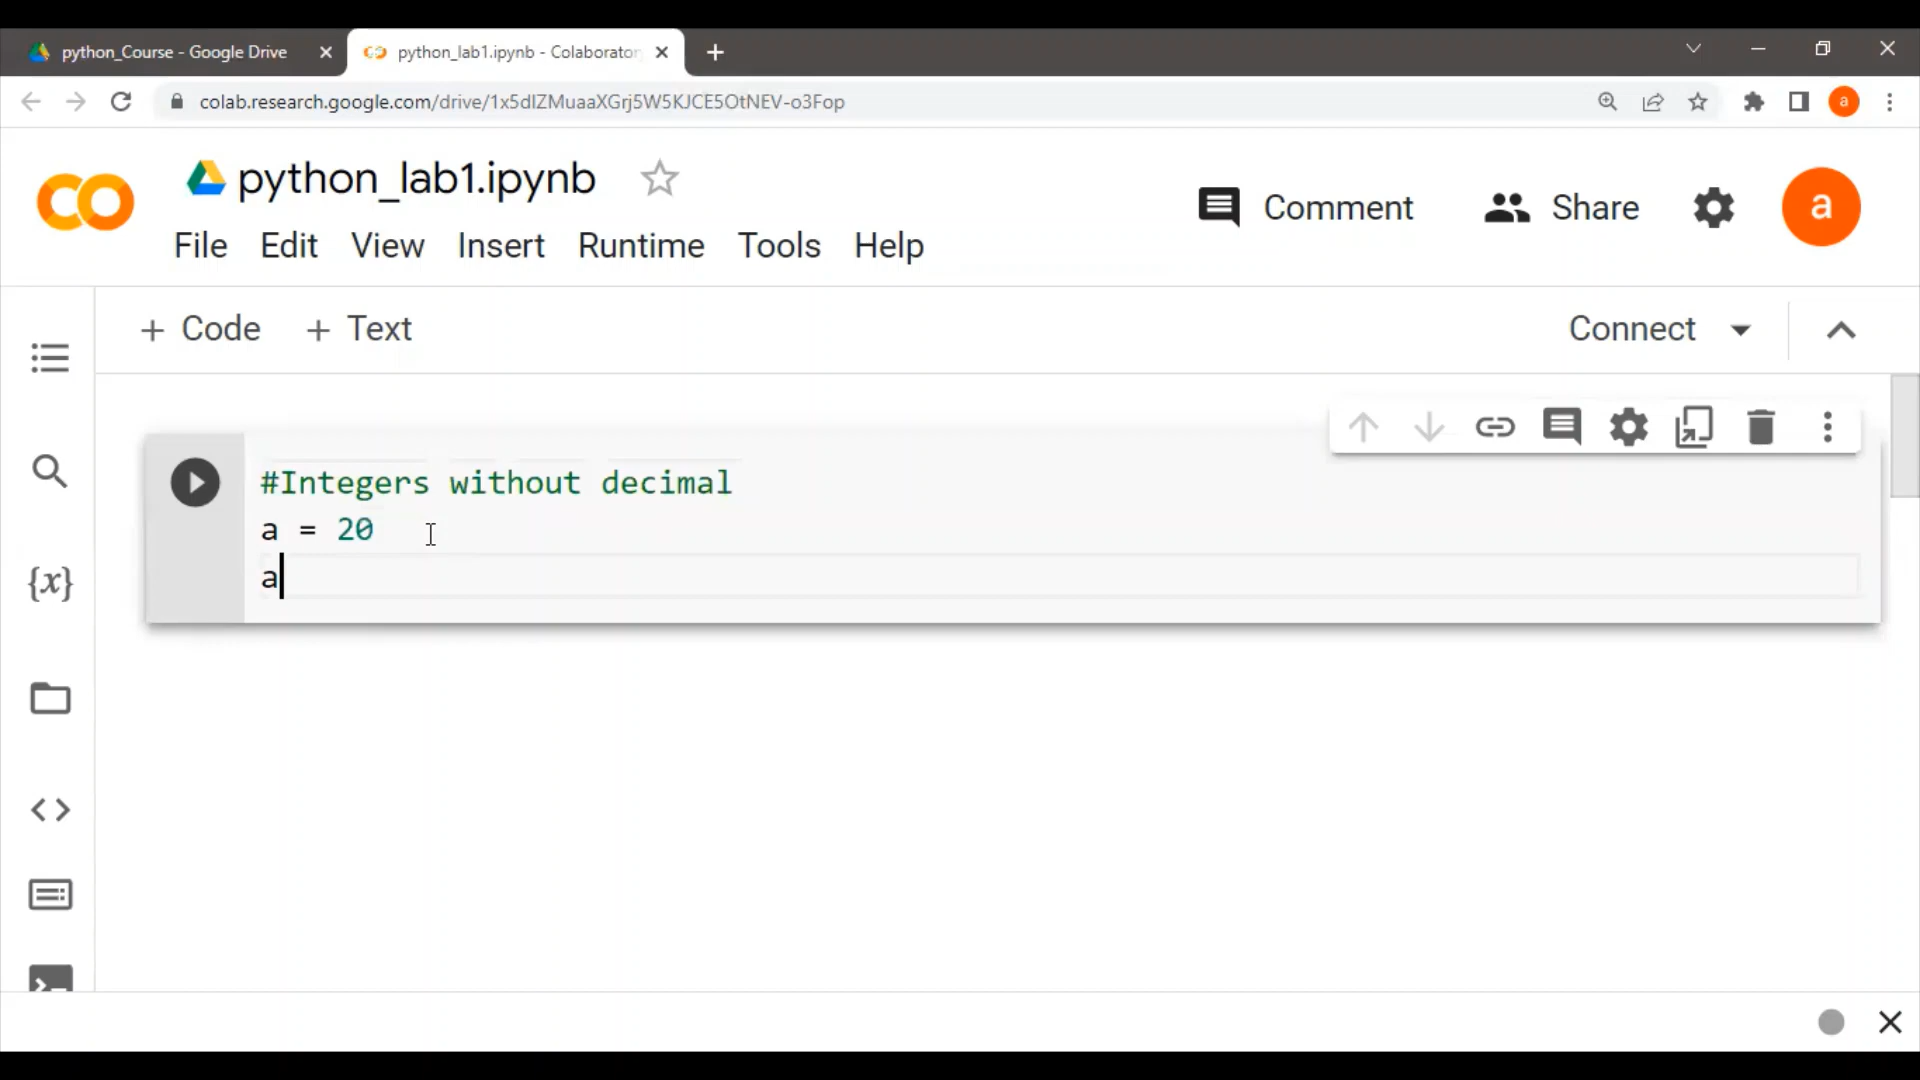 python_Course - Google Drive
python_lab1.ipynb - Colaborator
colab.research.google.com/drive/1x5dIZMuaaXGrj5W5KJCE5OtNEV-o3Fop
a
python_lab1.ipynb
Comment
Share
a
File Edit View Insert Runtime Tools Help
+ Code + Text
Connect
#Integers without decimal
a = 20
a
{x}